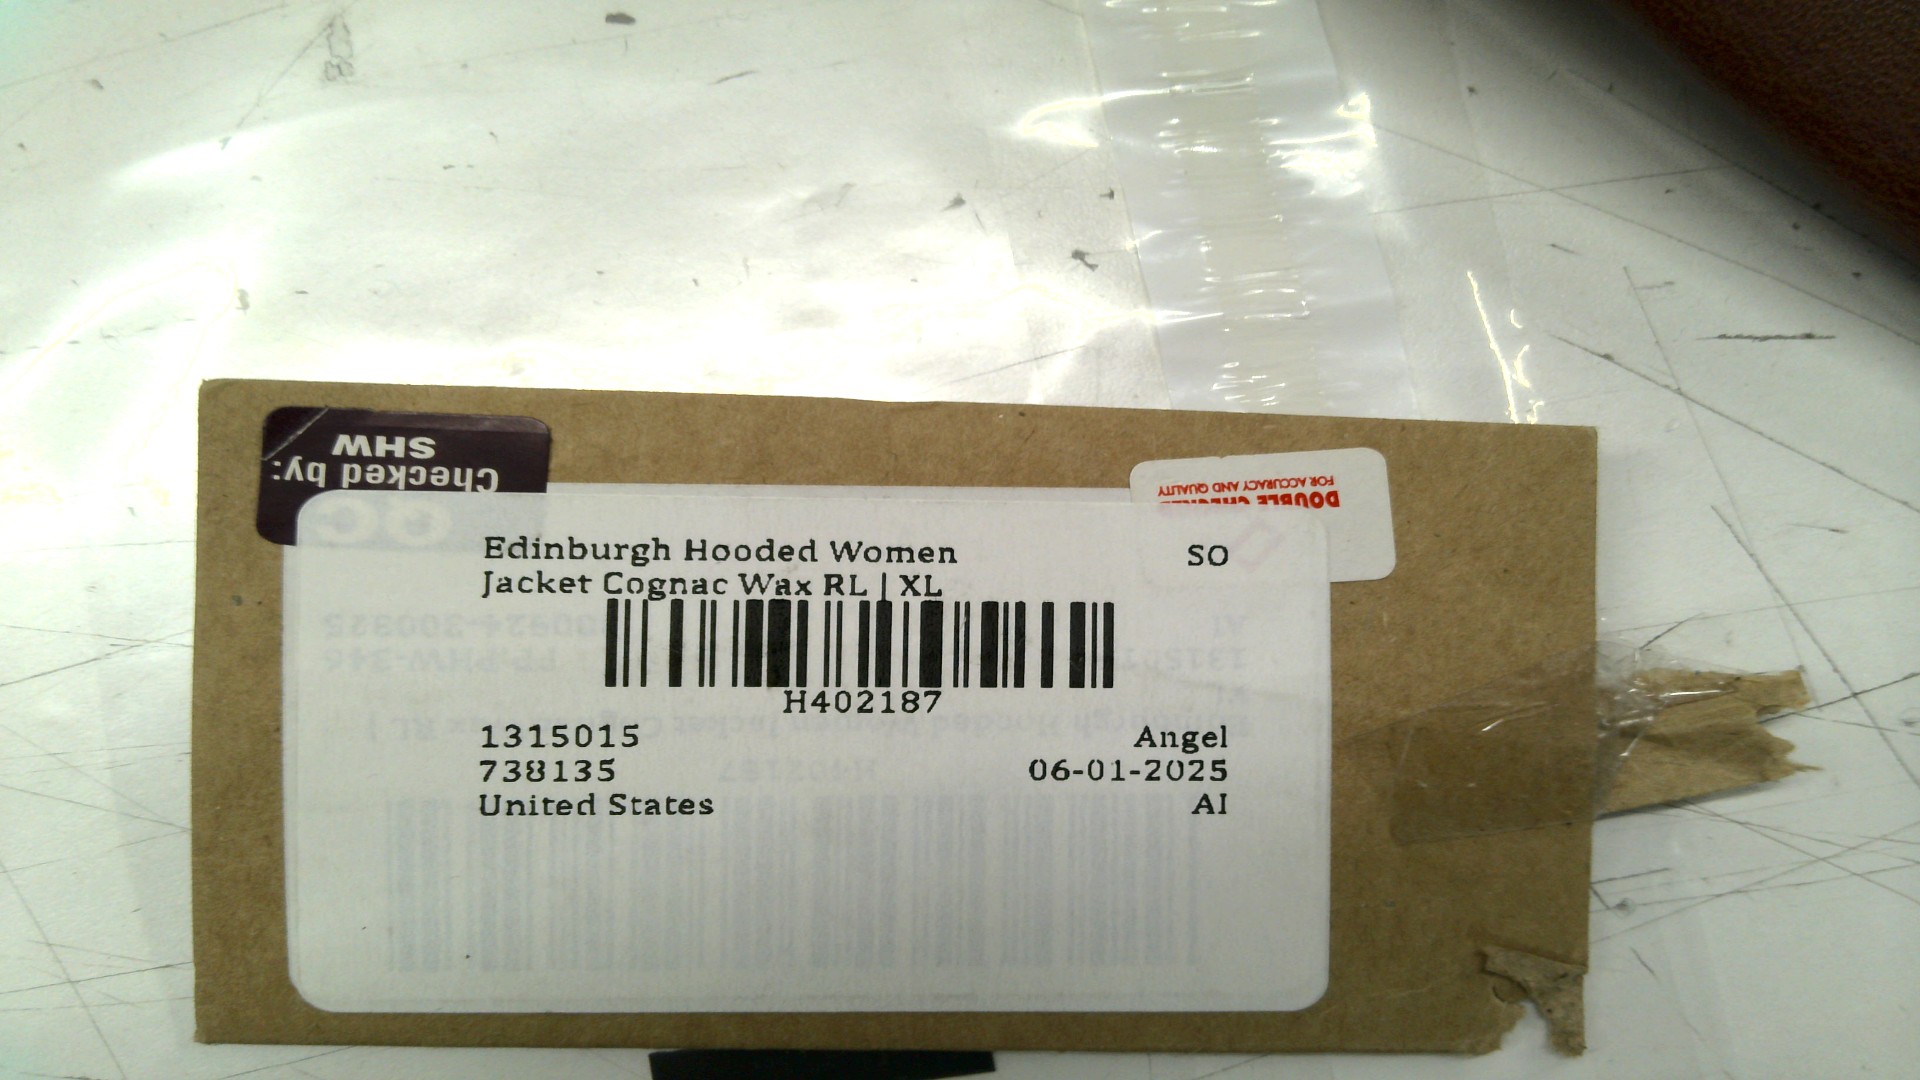 Checked by:
SHW
QC
DOUBLE
FOR ACCURACY AND QUALITY
Edinburgh Hooded Women
Jacket Cognac Wax RL | XL
SO
H402187
1315015
738135
United States
Angel
06-01-2025
AI